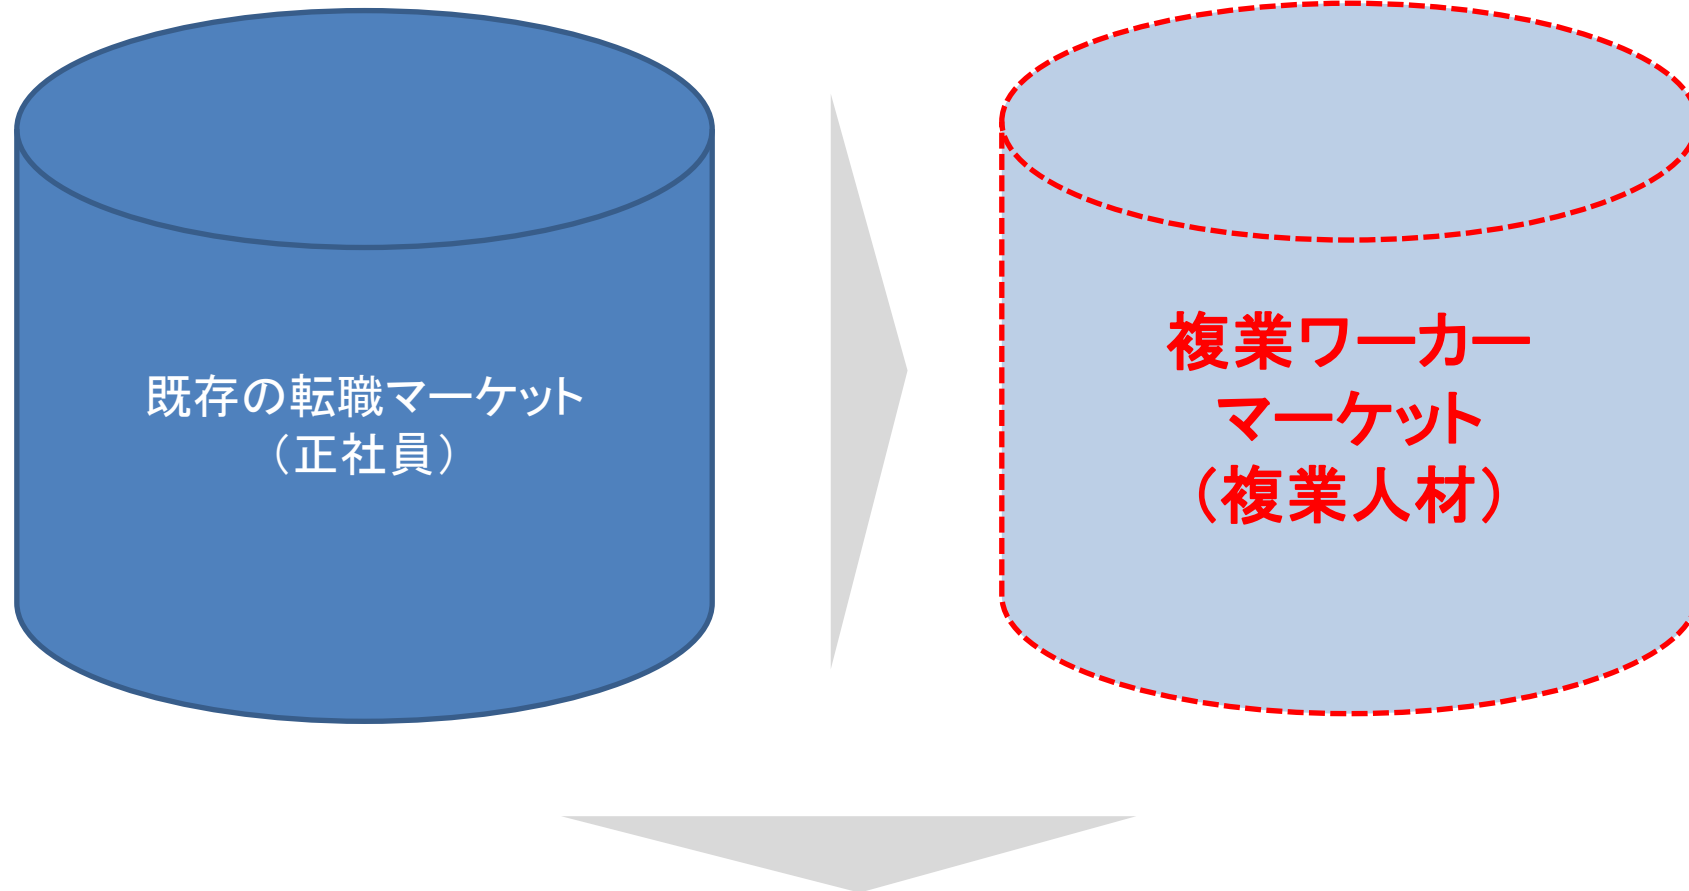 既存の転職マーケット
（正社員）
複業ワーカー
マーケット
（複業人材）